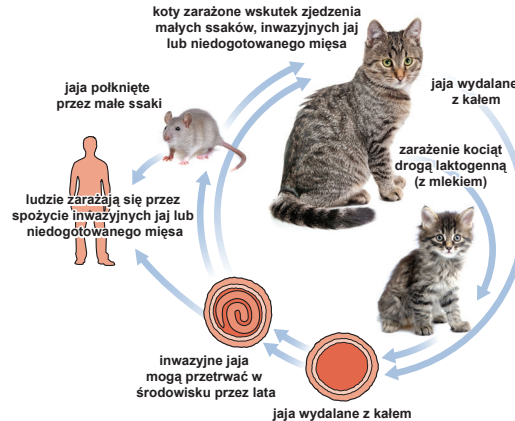 koty zarażone wskutek zjedzenia
małych ssaków, inwazyjnych jaj
lub niedogotowanego mięsa
jaja połknięte
przez małe ssaki
jaja wydalane
z kałem
zarażenie kociąt
drogą laktogenną
(z mlekiem)
ludzie zarażają się przez
spożycie inwazyjnych jaj lub
niedogotowanego mięsa
inwazyjne jaja
mogą przetrwać w
środowisku przez lata
jaja wydalane z kałem